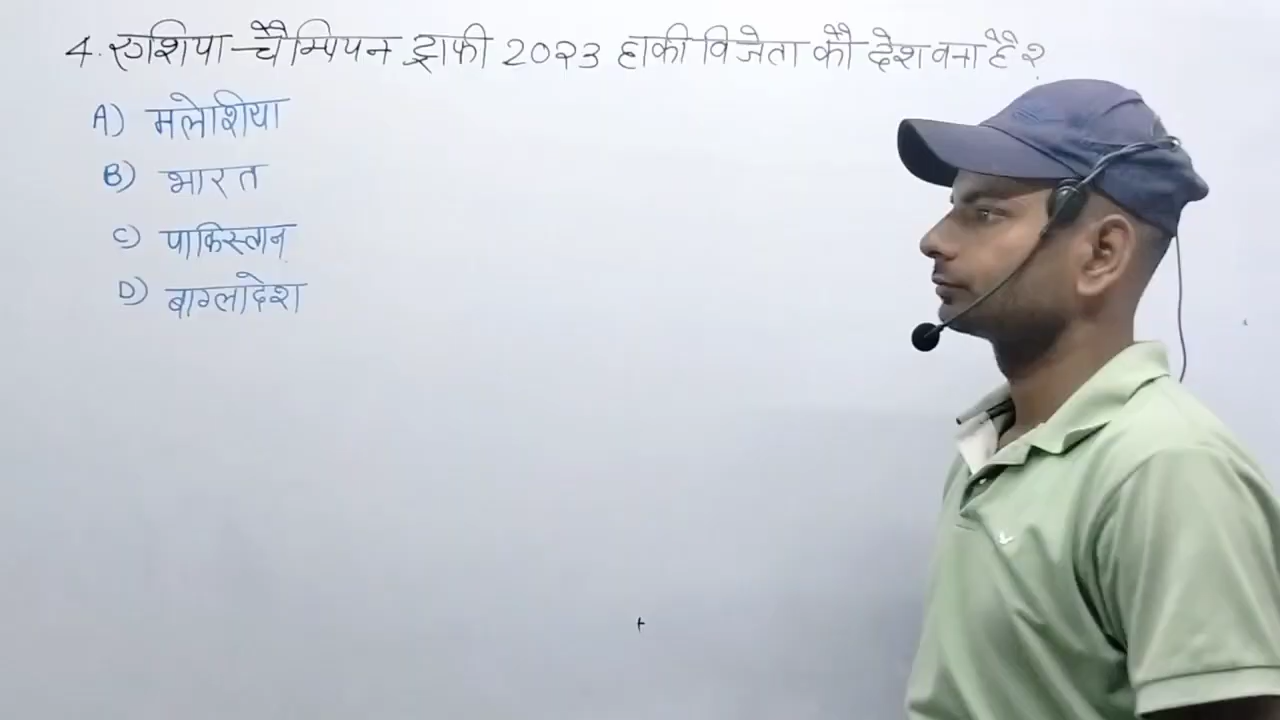 4. एशिया चैम्पियन ट्राफी 2023 हाकी विजेता कौ देश वना है ?
A) मलेशिया
B) भारत
C) पाकिस्तान
D) बाग्लादेश